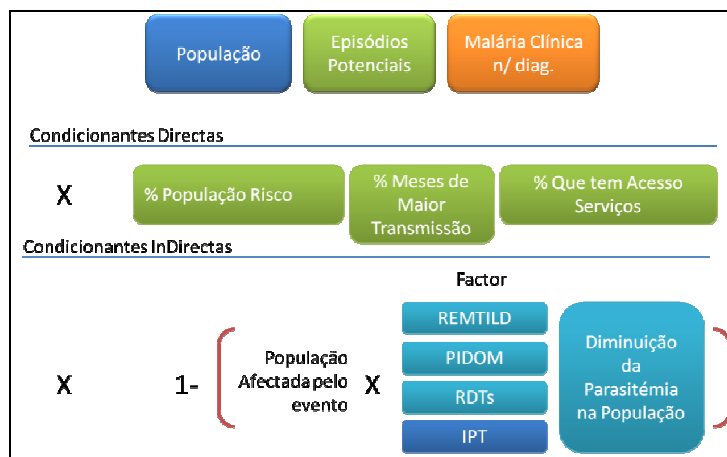 População
Episódios
Potenciais
Malária Clínica
n/ diag.
Condicionantes Directas
X
% População Risco
% Meses de
Maior
Transmissão
% Que tem Acesso
Serviços
Condicionantes InDirectas
Factor
X
1-
População
Afectada pelo
evento
X
REMTILD
PIDOM
RDTs
IPT
Diminuição
da
Parasitémia
na População